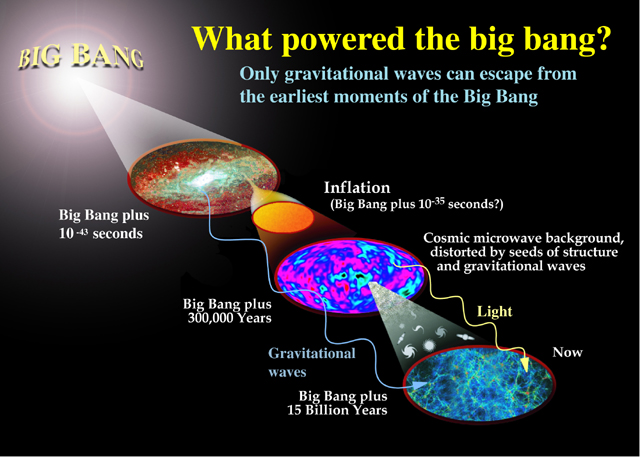 BIG BANG
What powered the big bang?
Only gravitational waves can escape from
the earliest moments of the Big Bang
Inflation
(Big Bang plus 10-35 seconds?)
Big Bang plus
10 -43 seconds
Cosmic microwave background,
distorted by seeds of structure
and gravitational waves
Big Bang plus
300,000 Years
Light
Gravitational
waves
Now
Big Bang plus
15 Billion Years